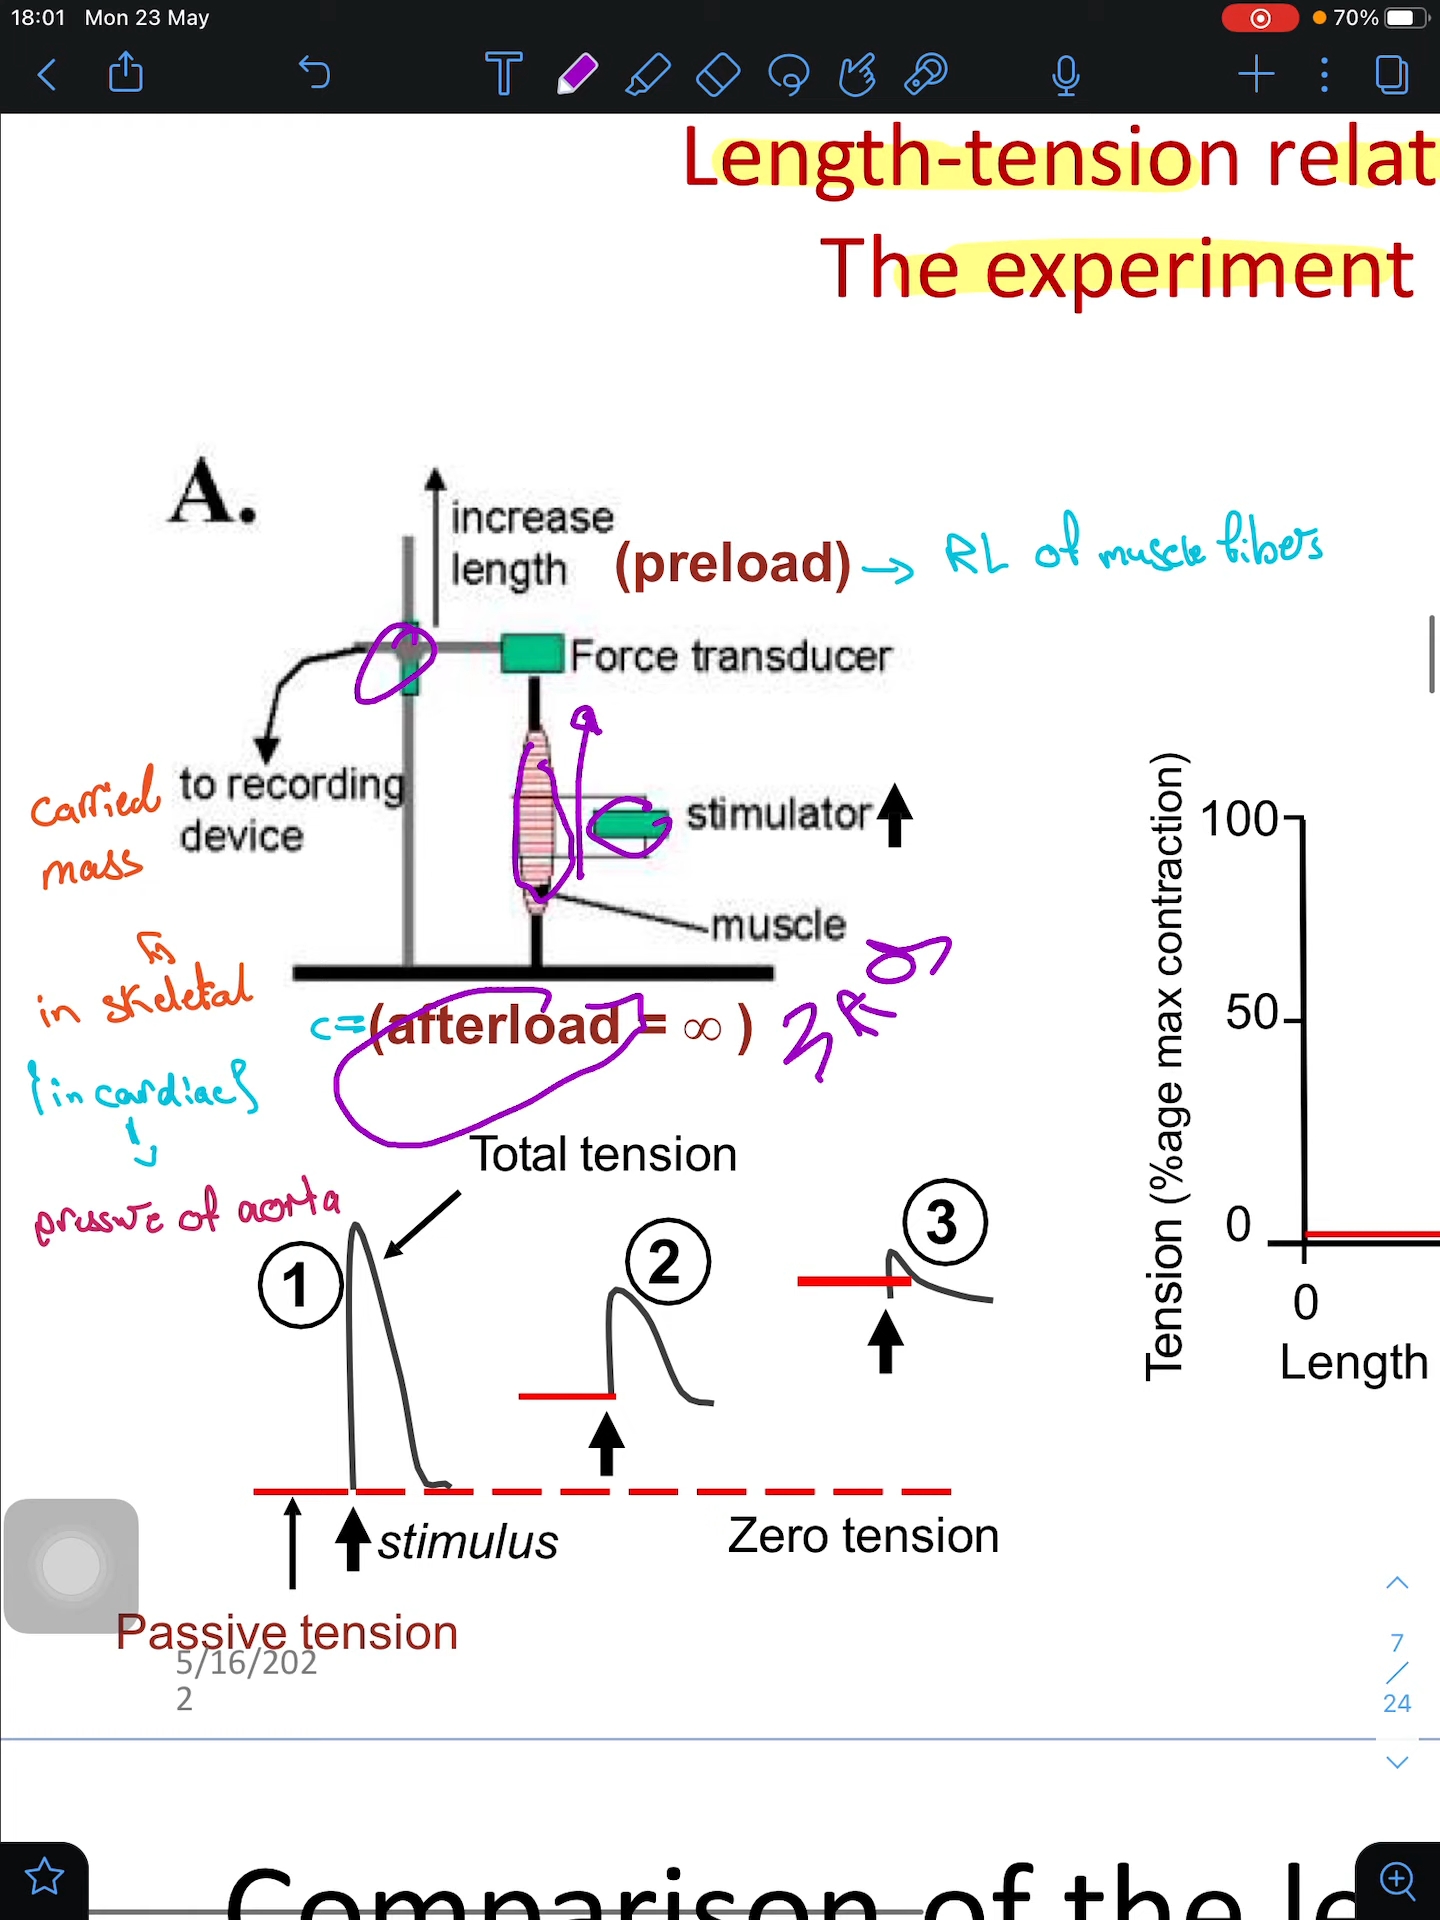 18:01 Mon 23 May
70%
Length-tension relat
The experiment
A.
increase
length (preload) → RL of muscle fibers
Force transducer
carried
mass
to recording
device
stimulator
muscle
in skeletal
c=(afterload = ∞ )
{in cardiac}
pressure of aorta
Total tension
1
2
3
stimulus
Zero tension
Passive tension
5/16/202
2
Tension (%age max contraction)
100
50
0
0
Length
7
/
24
Comparison of the le